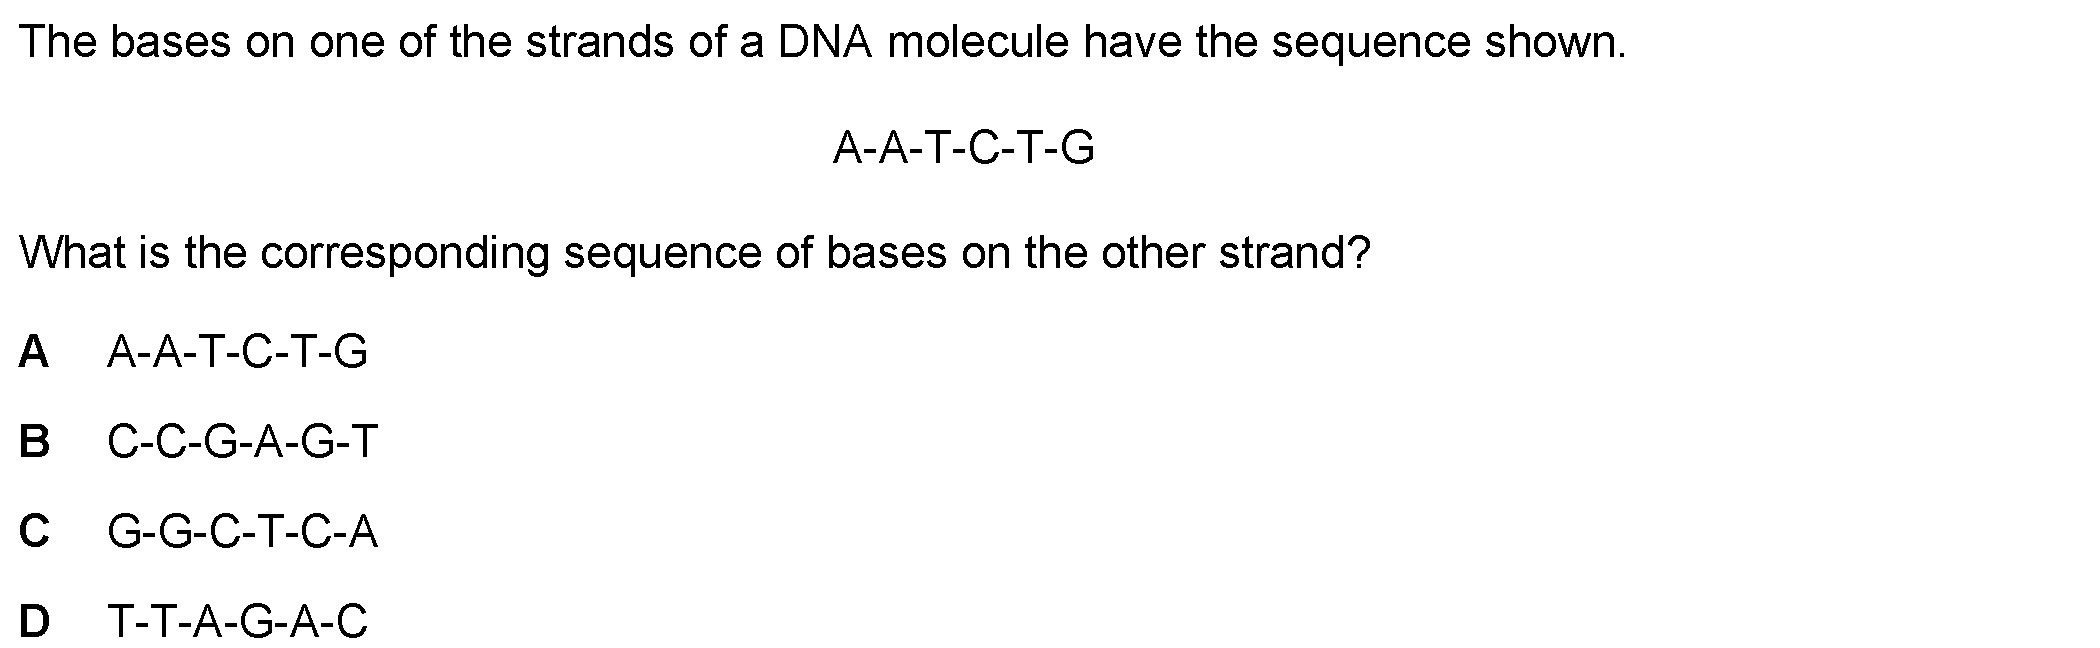 The bases on one of the strands of a DNA molecule have the sequence shown.
A-A-T-C-T-G
What is the corresponding sequence of bases on the other strand?
A A-A-T-C-T-G
B C-C-G-A-G-T
C G-G-C-T-C-A
D T-T-A-G-A-C